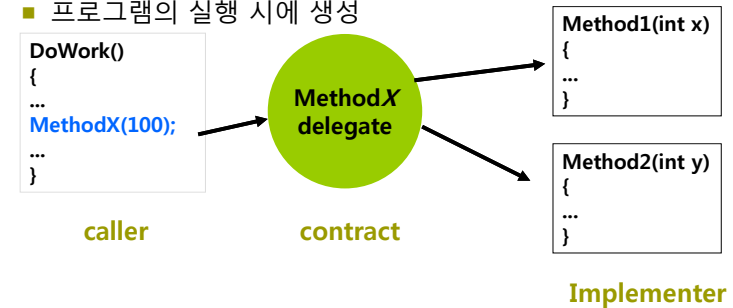 프로그램의 실행 시에 생성
DoWork()
{
...
MethodX(100);
...
}
caller
MethodX
delegate
contract
Method1(int x)
{
...
}
Method2(int y)
{
...
}
Implementer